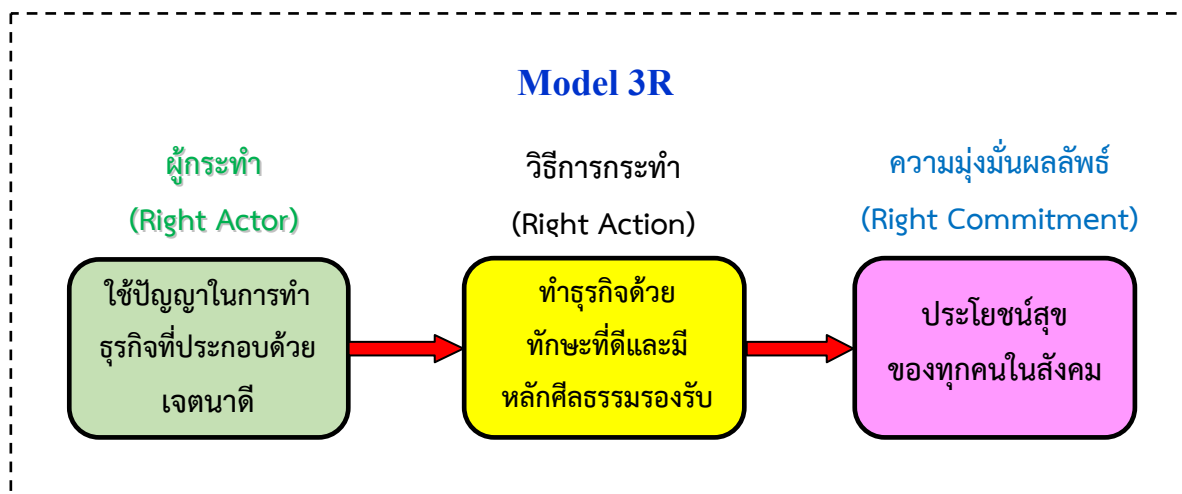 Model 3R
ผู้กระทำ
(Right Actor)
วิธีการกระทำ
(Right Action)
ความมุ่งมั่นผลลัพธ์
(Right Commitment)
ใช้ปัญญาในการทำ
ธุรกิจที่ประกอบด้วย
เจตนาดี
ทำธุรกิจด้วย
ทักษะที่ดีและมี
หลักศีลธรรมรองรับ
ประโยชน์สุข
ของทุกคนในสังคม